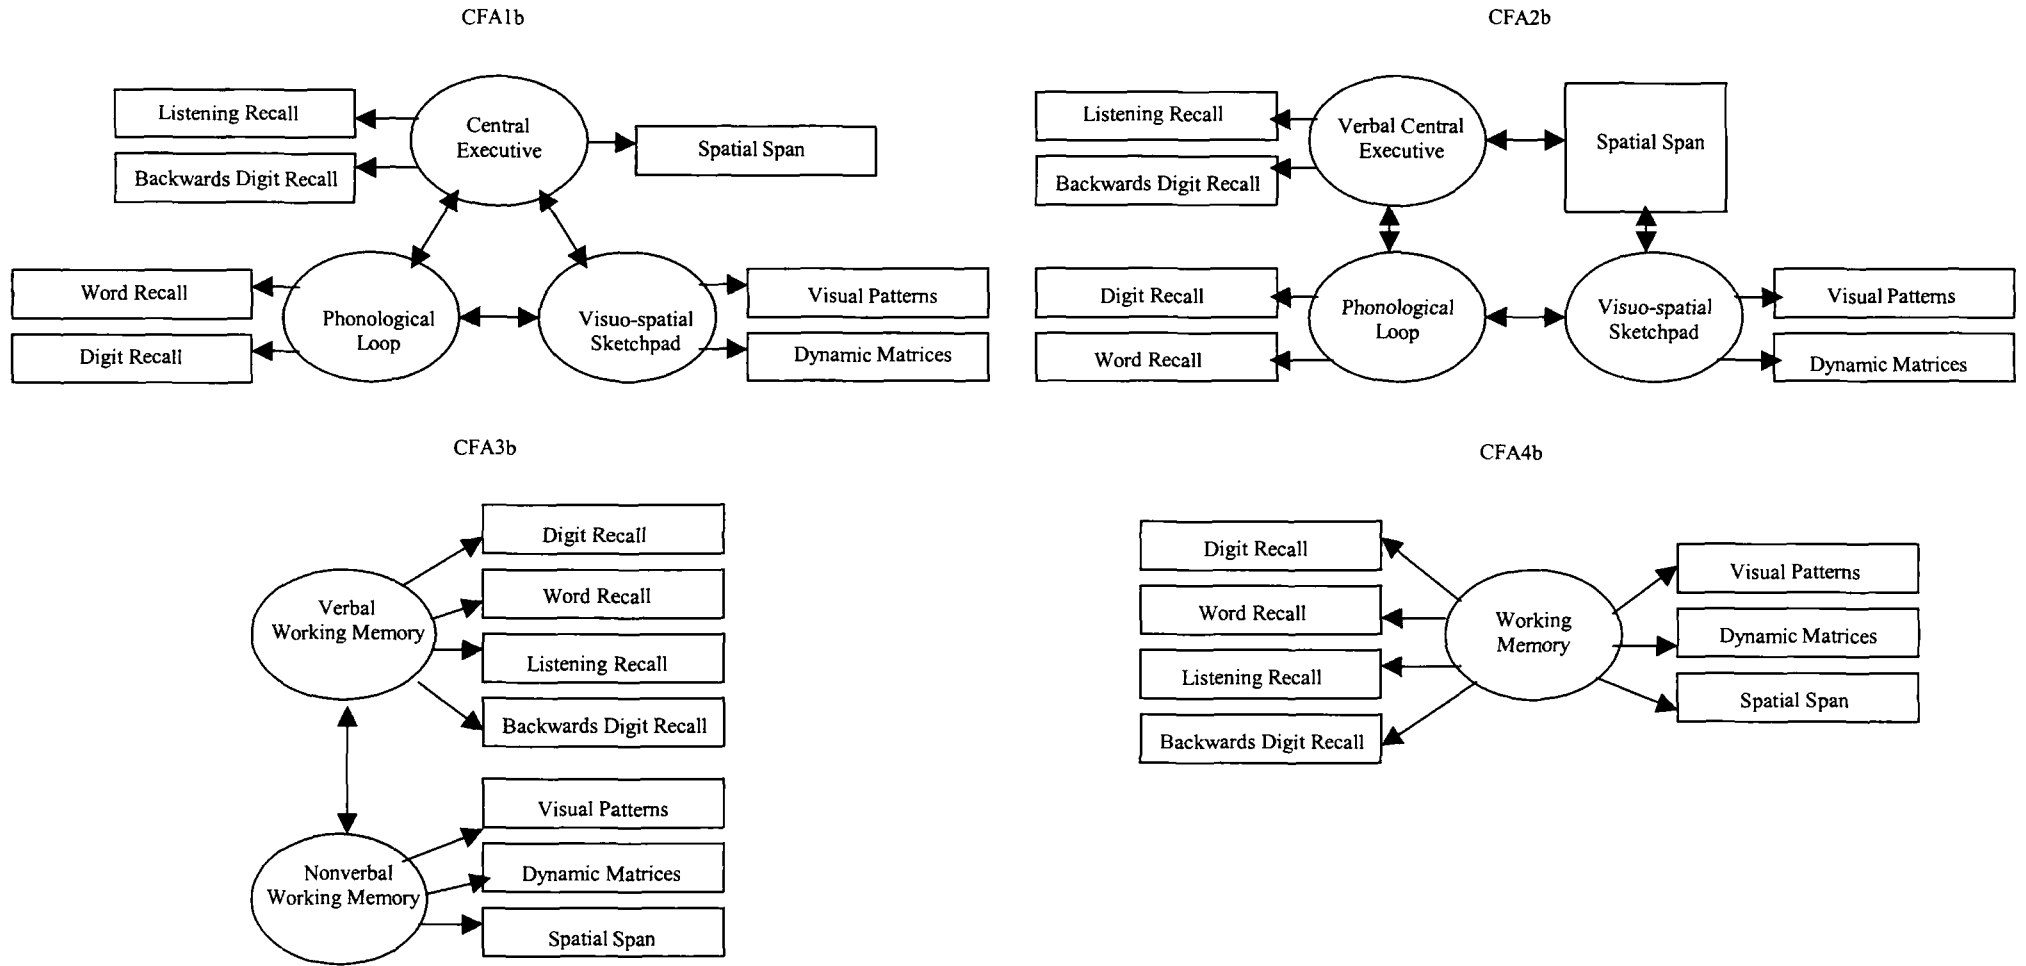 CFA1b
Listening Recall
Backwards Digit Recall
Central
Executive
Spatial Span
Word Recall
Digit Recall
Phonological
Loop
Visuo-spatial
Sketchpad
Visual Patterns
Dynamic Matrices
CFA2b
Listening Recall
Backwards Digit Recall
Verbal Central
Executive
Spatial Span
Digit Recall
Word Recall
Phonological
Loop
Visuo-spatial
Sketchpad
Visual Patterns
Dynamic Matrices
CFA3b
Verbal
Working Memory
Digit Recall
Word Recall
Listening Recall
Backwards Digit Recall
Nonverbal
Working Memory
Visual Patterns
Dynamic Matrices
Spatial Span
CFA4b
Digit Recall
Word Recall
Listening Recall
Backwards Digit Recall
Working
Memory
Visual Patterns
Dynamic Matrices
Spatial Span